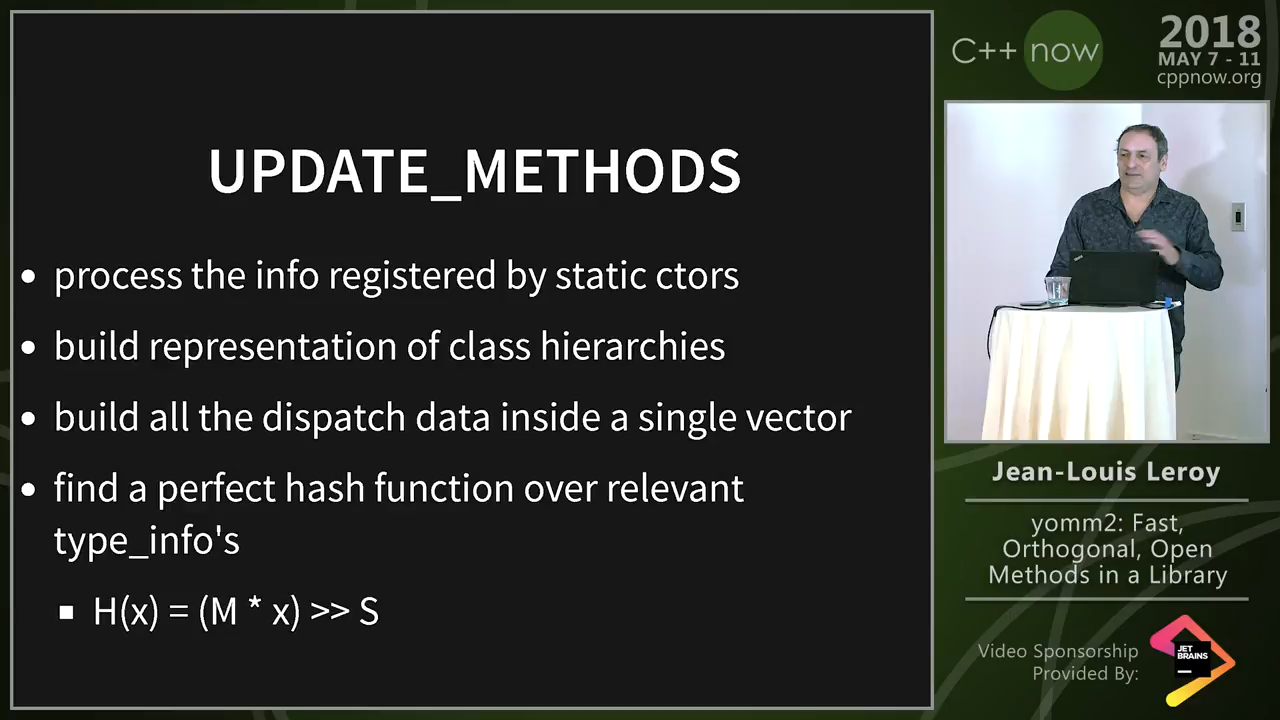 UPDATE_METHODS
• process the info registered by static ctors
• build representation of class hierarchies
• build all the dispatch data inside a single vector
• find a perfect hash function over relevant
type_info's
▪ H(x) = (M * x) >> S
C++ now
2018
MAY 7 - 11
cppnow.org
Jean-Louis Leroy
yomm2: Fast,
Orthogonal, Open
Methods in a Library
Video Sponsorship
Provided By:
JET
BRAINS